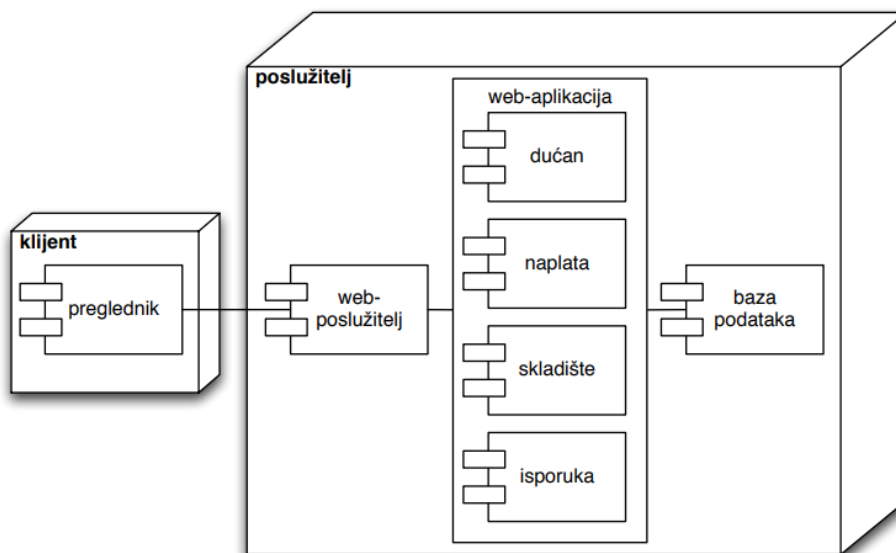 poslužitelj
web-aplikacija
dućan
klijent
preglednik
web-
poslužitelj
naplata
baza
podataka
skladište
isporuka